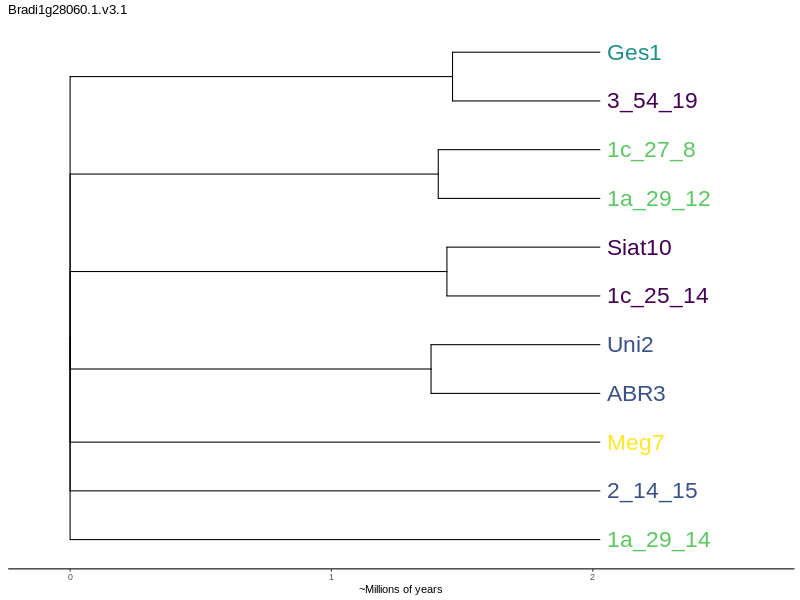 Bradi1g28060.1.v3.1
Ges1
3_54_19
1c_27_8
1a_29_12
Siat10
1c_25_14
Uni2
ABR3
Meg7
2_14_15
1a_29_14
0 1 2
~Millions of years